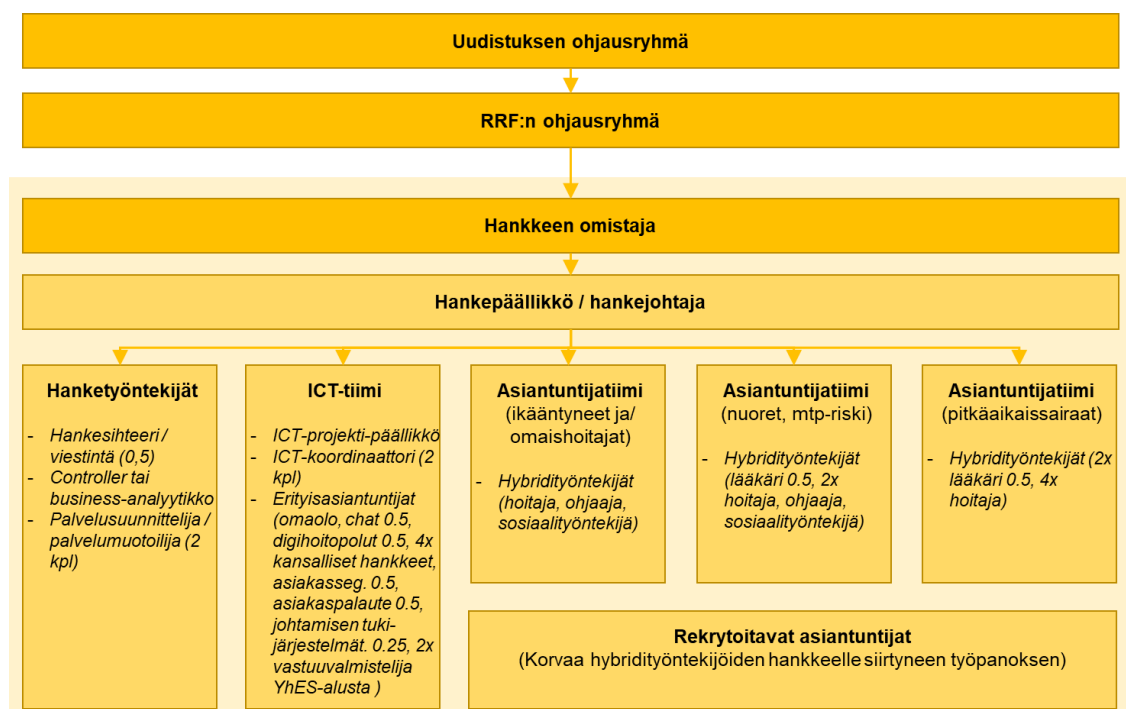 Uudistuksen ohjausryhmä
RRF:n ohjausryhmä
Hankkeen omistaja
Hankepäällikkö / hankejohtaja
Hanketyöntekijät
- Hankesihteeri /
viestintä (0,5)
- Controller tai
business-analyytikko
- Palvelusuunnittelija /
palvelumuotoilija (2
kpl)
ICT-tiimi
- ICT-projekti-päällikkö
- ICT-koordinaattori (2
kpl)
- Erityisasiantuntijat
(omaolo, chat 0.5,
digihoitopolut 0.5, 4x
kansalliset hankkeet,
asiakasseg. 0.5,
asiakaspalaute 0.5,
johtamisen tuki-
järjestelmät. 0.25, 2x
vastuuvalmistelija
YhES-alusta )
Asiantuntijatiimi
(ikääntyneet ja/
omaishoitajat)
- Hybridityöntekijät
(hoitaja, ohjaaja,
sosiaalityöntekijä)
Asiantuntijatiimi
(nuoret, mtp-riski)
- Hybridityöntekijät
(lääkäri 0.5, 2x
hoitaja, ohjaaja,
sosiaalityöntekijä)
Asiantuntijatiimi
(pitkäaikaissairaat)
- Hybridityöntekijät (2x
lääkäri 0.5, 4x
hoitaja)
Rekrytoitavat asiantuntijat
(Korvaa hybridityöntekijöiden hankkeelle siirtyneen työpanoksen)